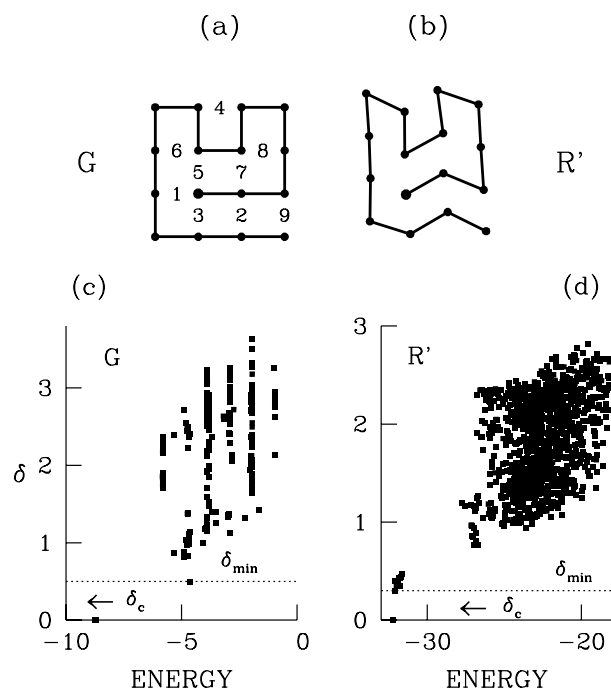 (a) (b)
4
G 6 8 R'
5 7
1
3 2 9
(c) (d)
G R'
3 3
2 2
δ
1 1
δmin δmin
← δc ← δc
0 0
−10 −5 0 −30 −20
ENERGY ENERGY